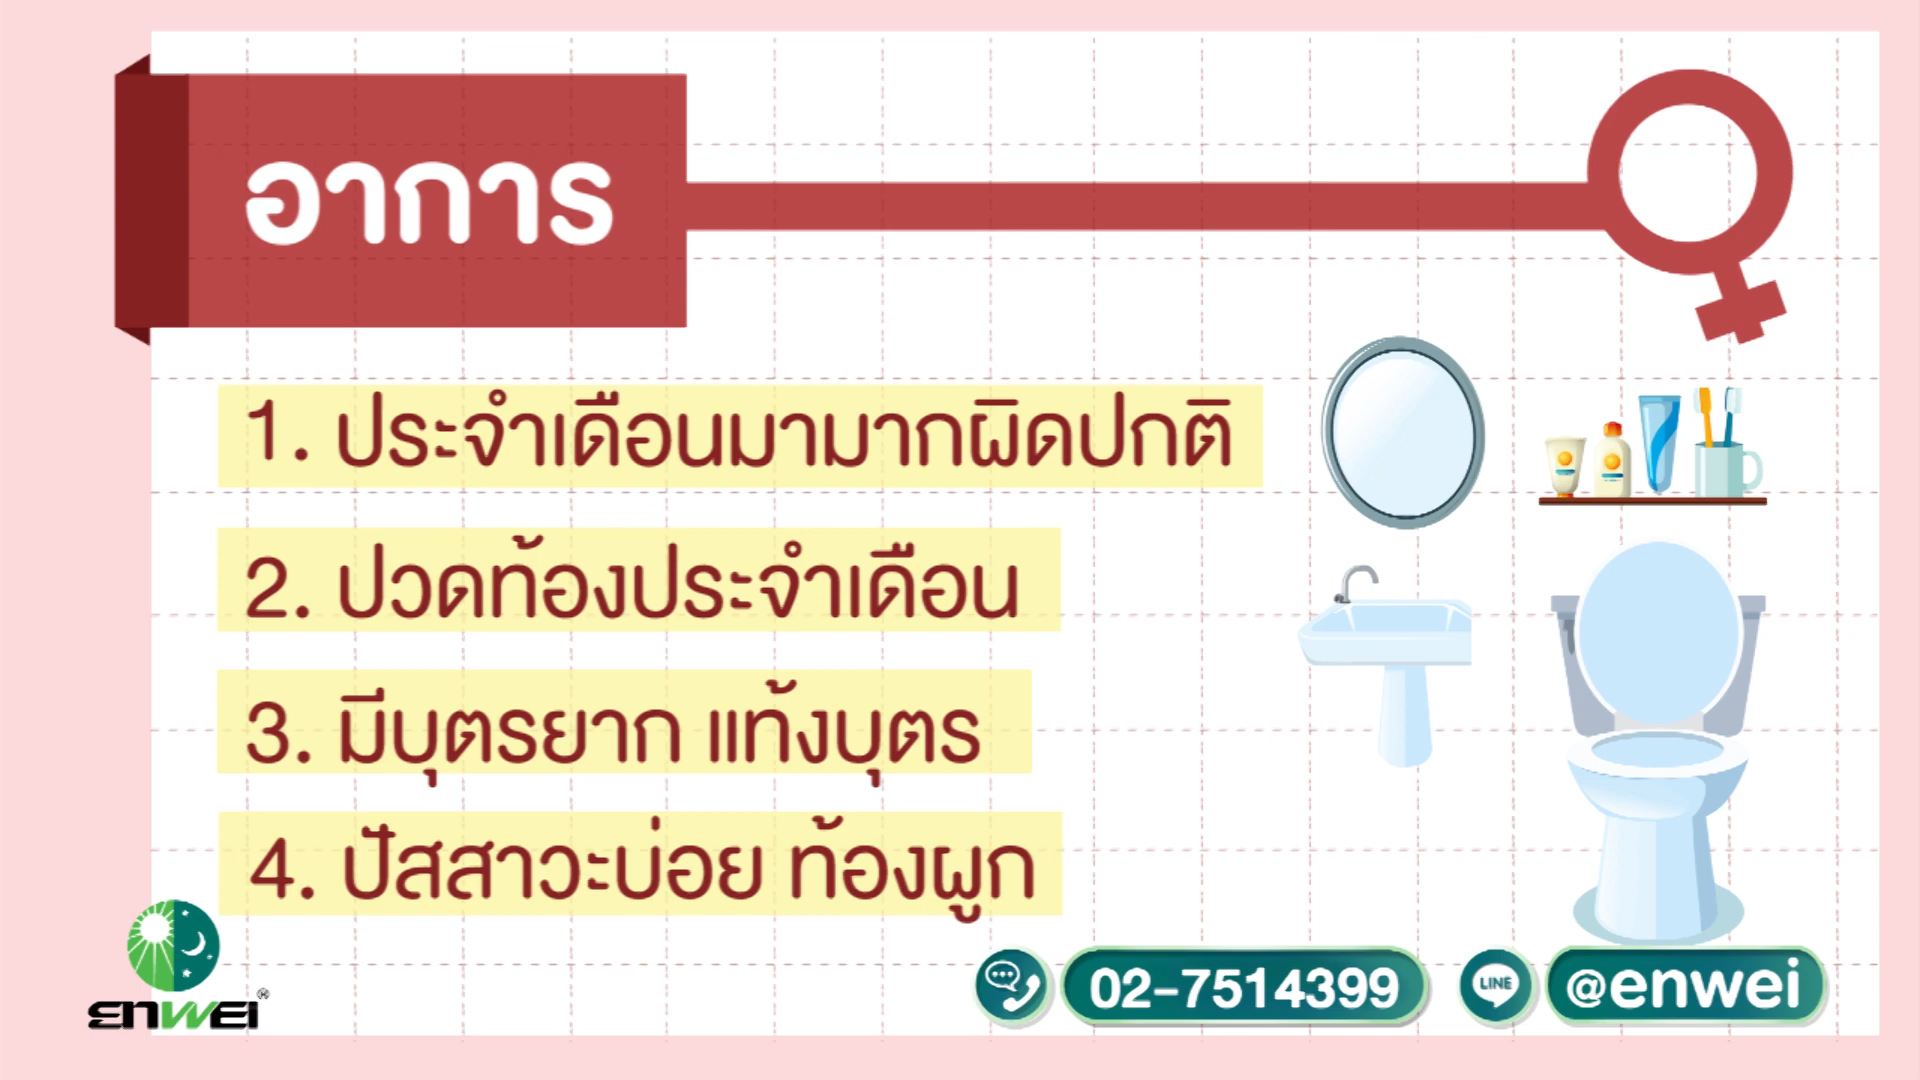 อาการ
1. ประจำเดือนมามากผิดปกติ
2. ปวดท้องประจำเดือน
3. มีบุตรยาก แท้งบุตร
4. ปัสสาวะบ่อย ท้องผูก
ENWEI®
02-7514399
LINE
@enwei